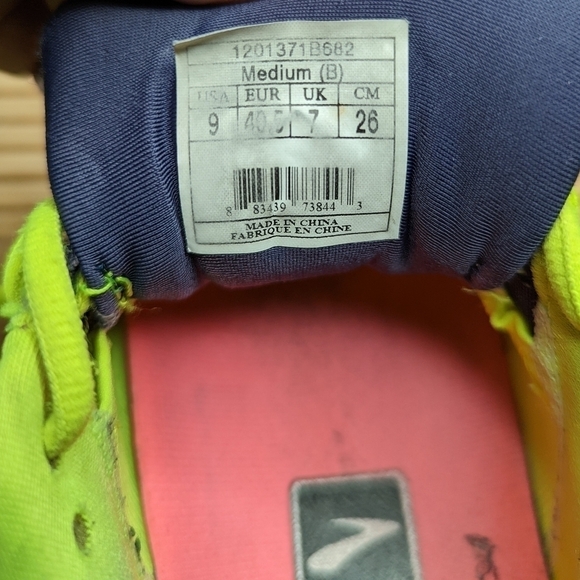 1201371B682
Medium (B)
USA EUR UK CM
9 40.5 7 26
8 83439 73844 3
MADE IN CHINA
FABRIQUE EN CHINE